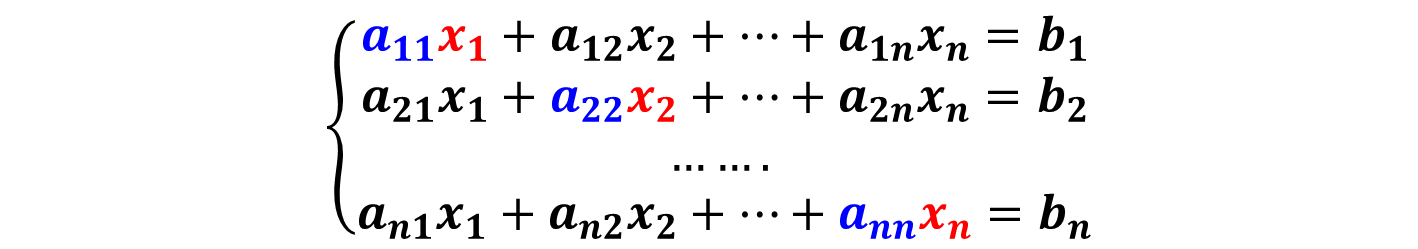 a₁₁x₁ + a₁₂x₂ + ⋯ + a₁ₙxₙ = b₁
a₂₁x₁ + a₂₂x₂ + ⋯ + a₂ₙxₙ = b₂
… … .
aₙ₁x₁ + aₙ₂x₂ + ⋯ + aₙₙxₙ = bₙ